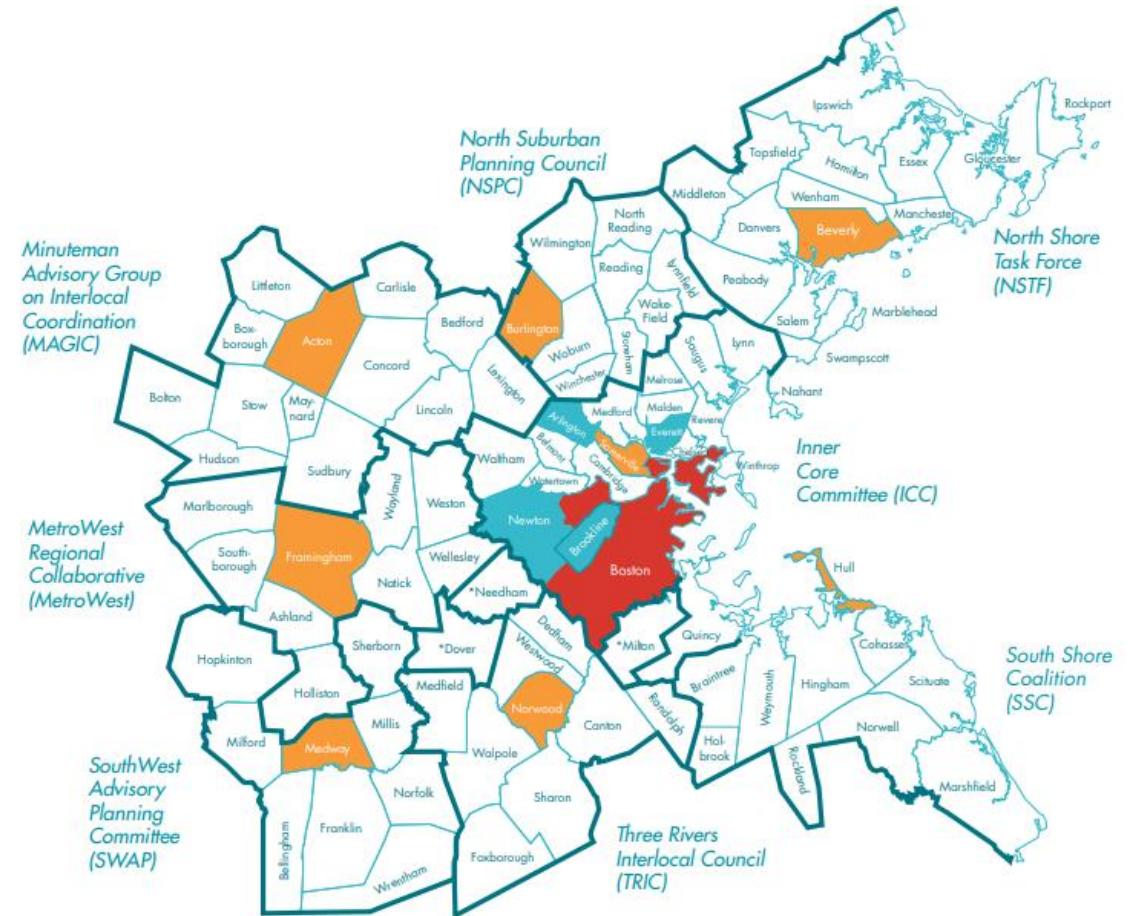 North Suburban
Planning Council
(NSPC)
Minuteman
Advisory Group
on Interlocal
Coordination
(MAGIC)
North Shore
Task Force
(NSTF)
Inner
Core
Committee (ICC)
MetroWest
Regional
Collaborative
(MetroWest)
South Shore
Coalition
(SSC)
SouthWest
Advisory
Planning
Committee
(SWAP)
Three Rivers
Interlocal Council
(TRIC)
Ipswich
Rockport
Topsfield
Hamilton
Essex
Gloucester
Middleton
Wenham
Manchester
Danvers
Beverly
Peabody
Salem
Marblehead
Swampscott
Nahant
Wilmington
North
Reading
Reading
Lynnfield
Burlington
Wake-
Field
Woburn
Stoneham
Winchester
Saugus
Lynn
Melrose
Littleton
Carlisle
Box-
borough
Acton
Bedford
Concord
Lexington
Bolton
Stow
May-
nard
Lincoln
Hudson
Sudbury
Arlington
Medford
Malden
Everett
Revere
Chelsea
Winthrop
Somerville
Belmont
Cambridge
Waltham
Watertown
Newton
Brookline
Boston
Marlborough
Wayland
Weston
South-
borough
Framingham
Natick
Wellesley
Ashland
*Needham
Hopkinton
Sherborn
*Dover
Dedham
Westwood
*Milton
Quincy
Hull
Cohasset
Holliston
Medfield
Norwood
Canton
Randolph
Braintree
Weymouth
Hingham
Scituate
Milford
Medway
Millis
Walpole
Hol-
brook
Rockland
Norwell
Norfolk
Sharon
Marshfield
Bellingham
Franklin
Foxborough
Wrentham